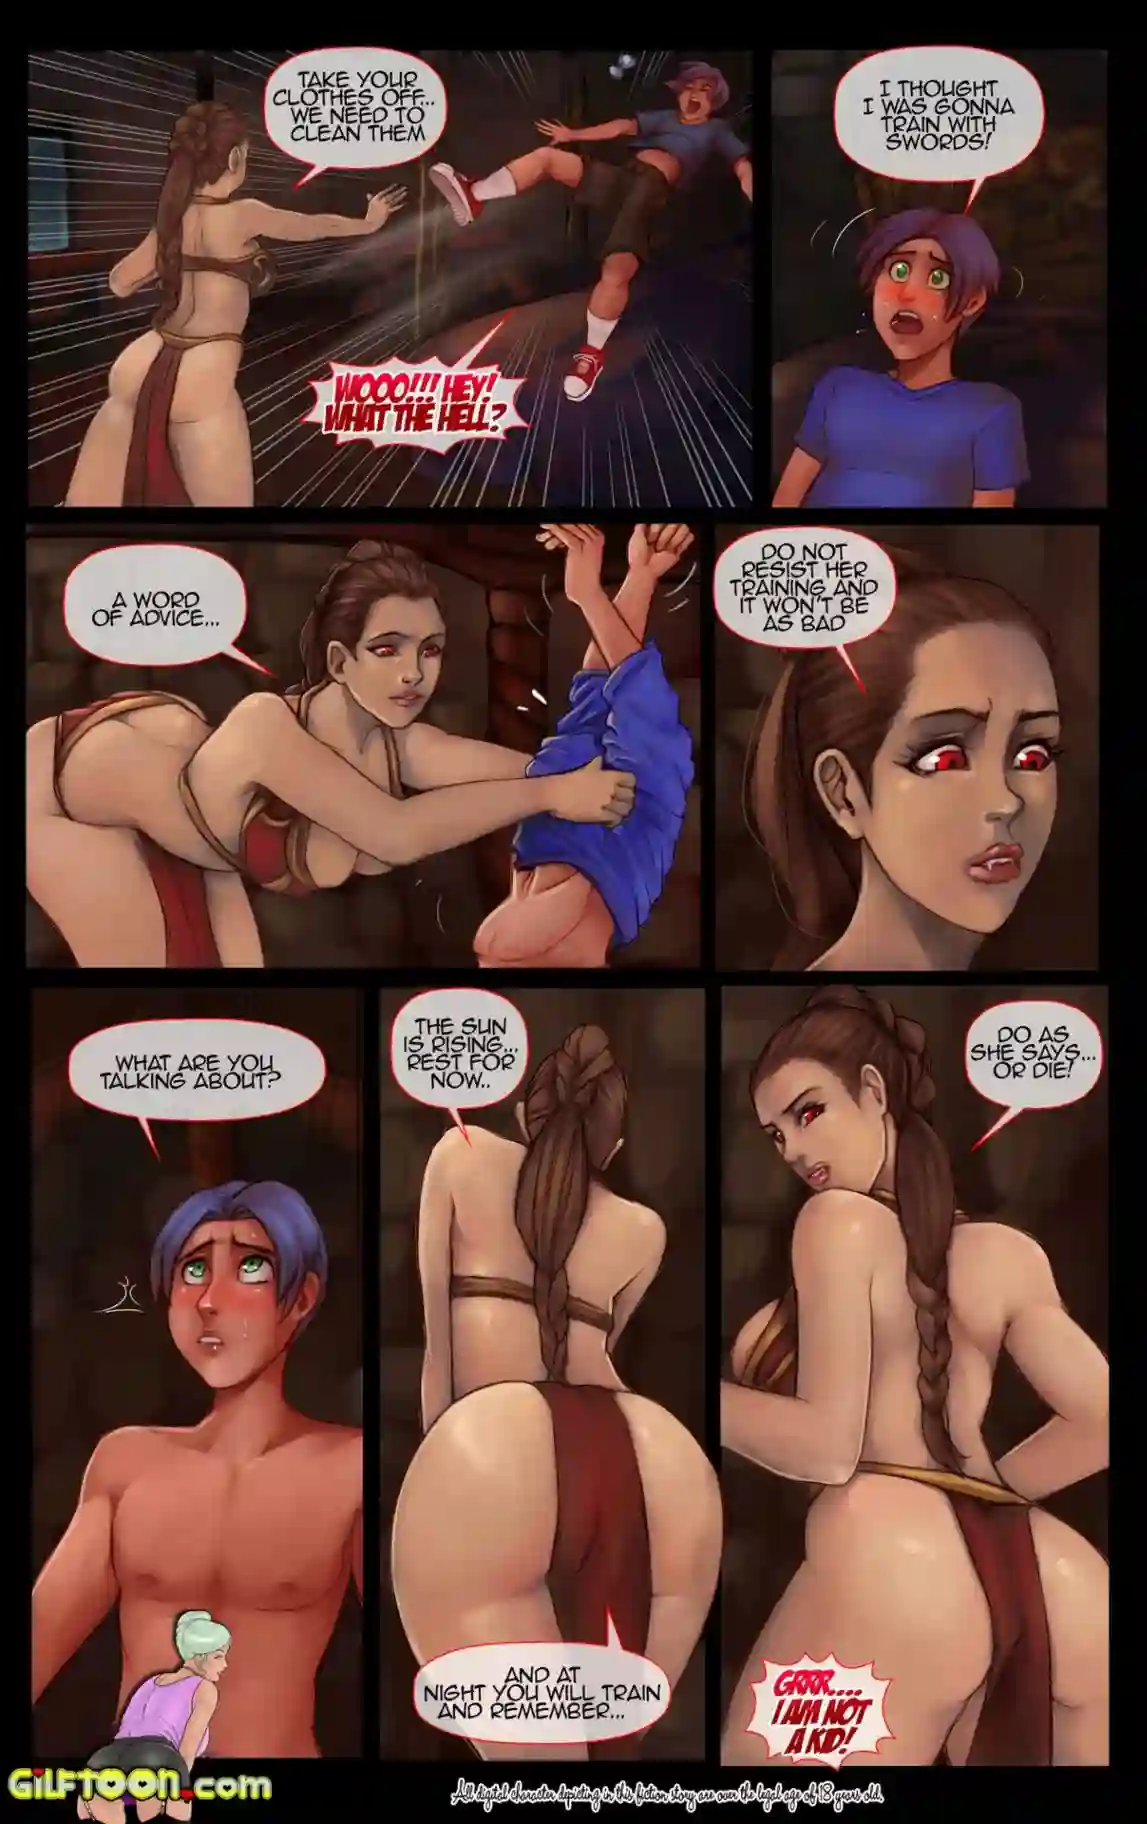 TAKE YOUR
CLOTHES OFF...
WE NEED TO
CLEAN THEM
WOOO!!! HEY!
WHAT THE HELL?
I THOUGHT
I WAS GONNA
TRAIN WITH
SWORDS!
A WORD
OF ADVICE...
DO NOT
RESIST HER
TRAINING AND
IT WON'T BE
AS BAD
WHAT ARE YOU
TALKING ABOUT?
THE SUN
IS RISING...
REST FOR
NOW..
AND AT
NIGHT YOU WILL TRAIN
AND REMEMBER...
DO AS
SHE SAYS...
OR DIE!
GRRR....
I AM NOT
A KID!
GILFTOON.com
All digital character depicting in this fiction story are over the legal age of 18 years old.